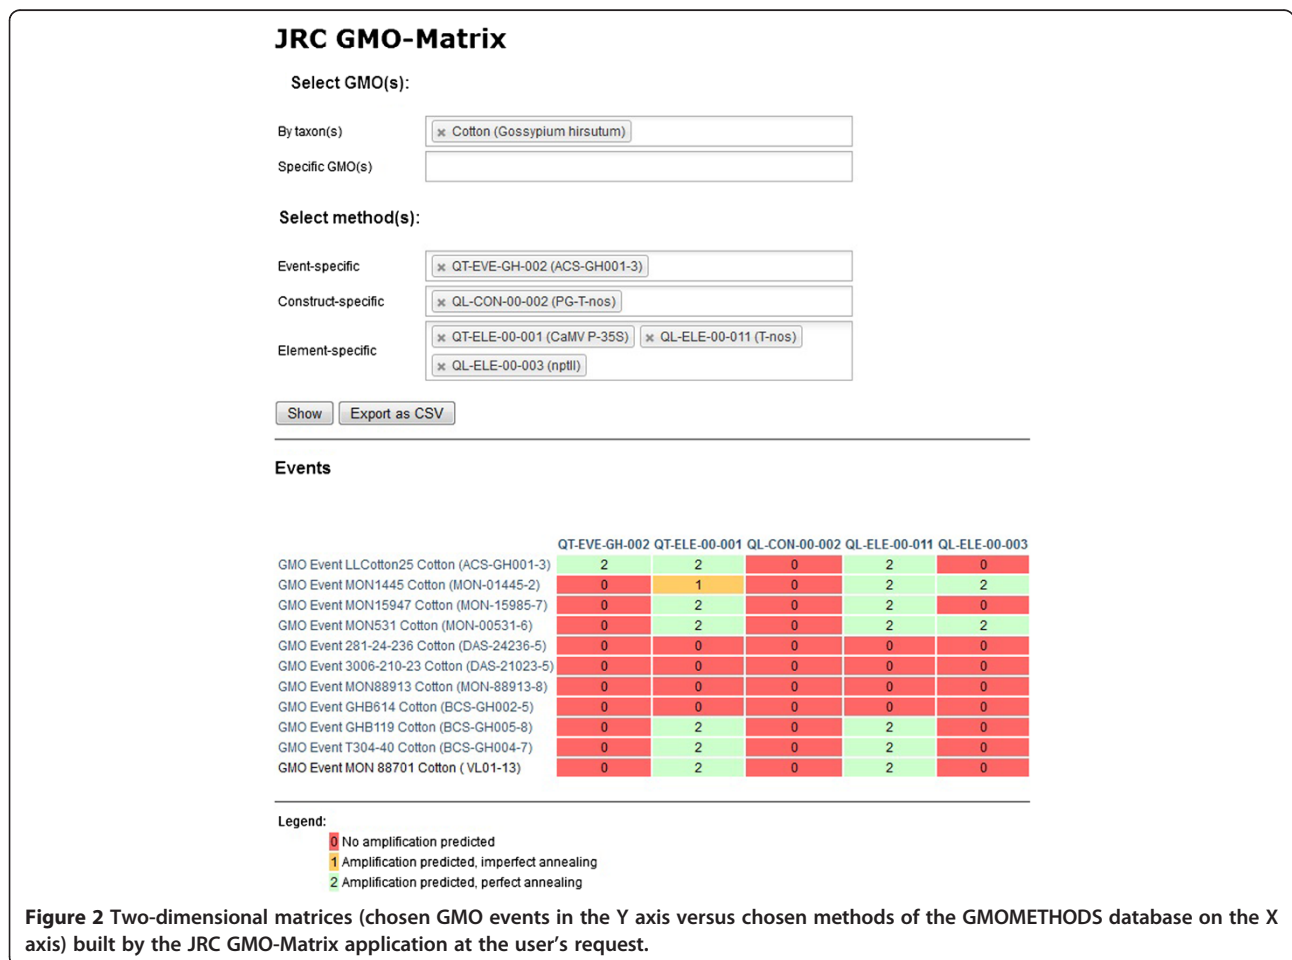 JRC GMO-Matrix
Select GMO(s):
By taxon(s)
× Cotton (Gossypium hirsutum)
Specific GMO(s)
Select method(s):
Event-specific
× QT-EVE-GH-002 (ACS-GH001-3)
Construct-specific
× QL-CON-00-002 (PG-T-nos)
Element-specific
× QT-ELE-00-001 (CaMV P-35S) × QL-ELE-00-011 (T-nos)
× QL-ELE-00-003 (nptII)
Show Export as CSV
Events
QT-EVE-GH-002 QT-ELE-00-001 QL-CON-00-002 QL-ELE-00-011 QL-ELE-00-003
GMO Event LLCotton25 Cotton (ACS-GH001-3) 2 2 0 2 0
GMO Event MON1445 Cotton (MON-01445-2) 0 1 0 2 2
GMO Event MON15947 Cotton (MON-15985-7) 0 2 0 2 0
GMO Event MON531 Cotton (MON-00531-6) 0 2 0 2 2
GMO Event 281-24-236 Cotton (DAS-24236-5) 0 0 0 0 0
GMO Event 3006-210-23 Cotton (DAS-21023-5) 0 0 0 0 0
GMO Event MON88913 Cotton (MON-88913-8) 0 0 0 0 0
GMO Event GHB614 Cotton (BCS-GH002-5) 0 0 0 0 0
GMO Event GHB119 Cotton (BCS-GH005-8) 0 2 0 2 0
GMO Event T304-40 Cotton (BCS-GH004-7) 0 2 0 2 0
GMO Event MON 88701 Cotton ( VL01-13) 0 2 0 2 0
Legend:
0 No amplification predicted
1 Amplification predicted, imperfect annealing
2 Amplification predicted, perfect annealing
Figure 2 Two-dimensional matrices (chosen GMO events in the Y axis versus chosen methods of the GMOMETHODS database on the X
axis) built by the JRC GMO-Matrix application at the user's request.